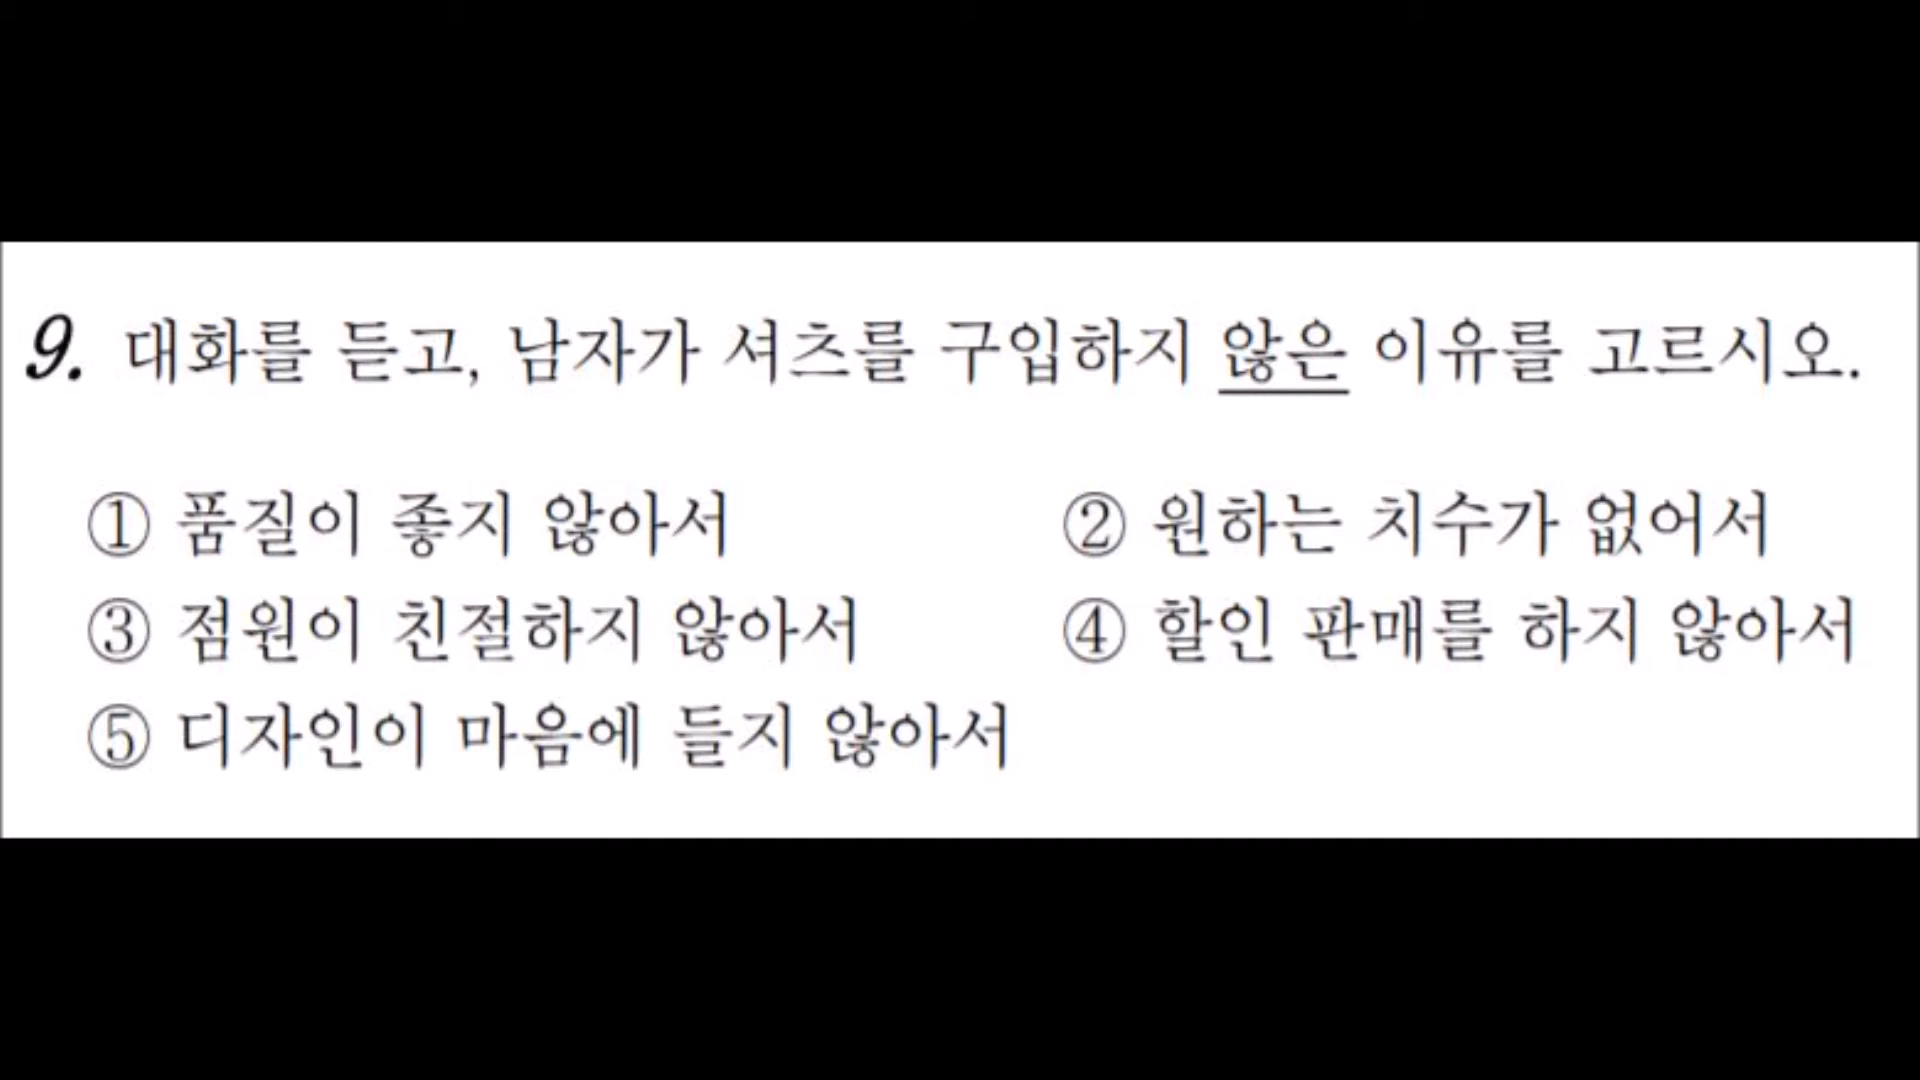 9. 대화를 듣고, 남자가 셔츠를 구입하지 않은 이유를 고르시오.
① 품질이 좋지 않아서 ② 원하는 치수가 없어서
③ 점원이 친절하지 않아서 ④ 할인 판매를 하지 않아서
⑤ 디자인이 마음에 들지 않아서